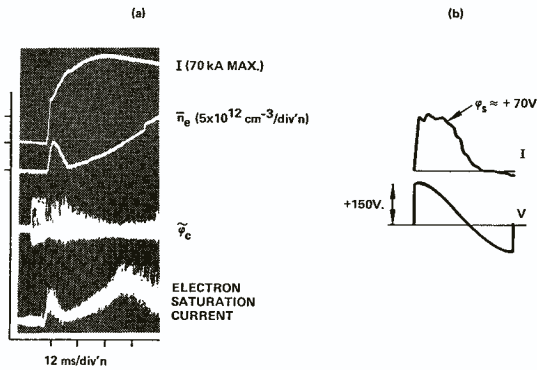 (a)
I (70 kA MAX.)
n̅e (5x10¹² cm⁻³/div'n)
φ̃c
ELECTRON
SATURATION
CURRENT
12 ms/div'n
(b)
φs ≈ + 70V
I
+150V.
V